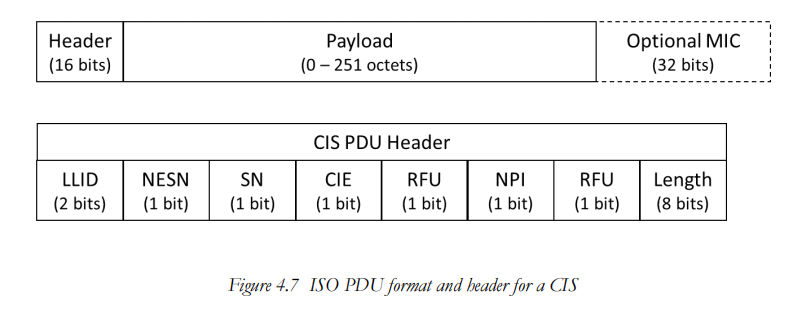 Header Payload Optional MIC
(16 bits) (0 – 251 octets) (32 bits)
CIS PDU Header
LLID NESN SN CIE RFU NPI RFU Length
(2 bits) (1 bit) (1 bit) (1 bit) (1 bit) (1 bit) (1 bit) (8 bits)
Figure 4.7 ISO PDU format and header for a CIS